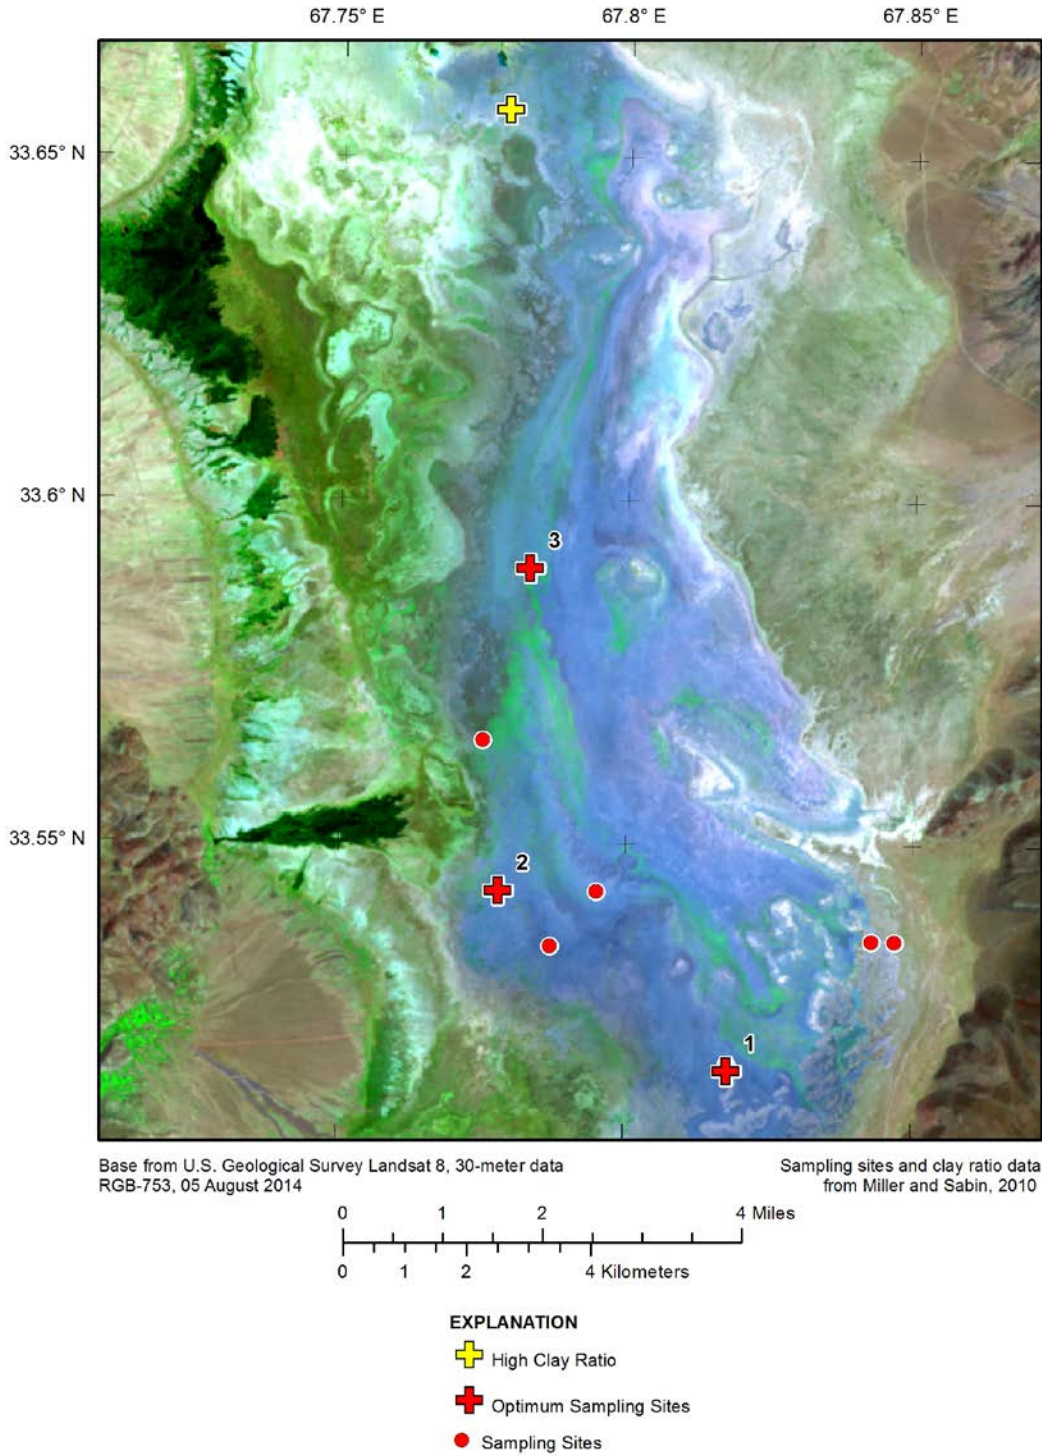 67.75° E 67.8° E 67.85° E
33.65° N
33.6° N
3
33.55° N
2
1
Base from U.S. Geological Survey Landsat 8, 30-meter data
RGB-753, 05 August 2014
Sampling sites and clay ratio data
from Miller and Sabin, 2010
0 1 2 4 Miles
0 1 2 4 Kilometers
EXPLANATION
High Clay Ratio
Optimum Sampling Sites
Sampling Sites